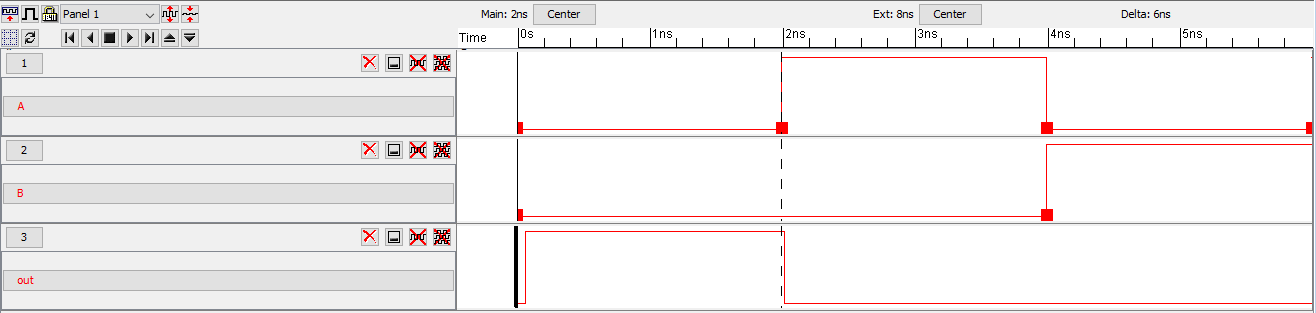 Panel 1
Main: 2ns Center Ext: 8ns Center Delta: 6ns
Time 0s 1ns 2ns 3ns 4ns 5ns
1
A
2
B
3
out